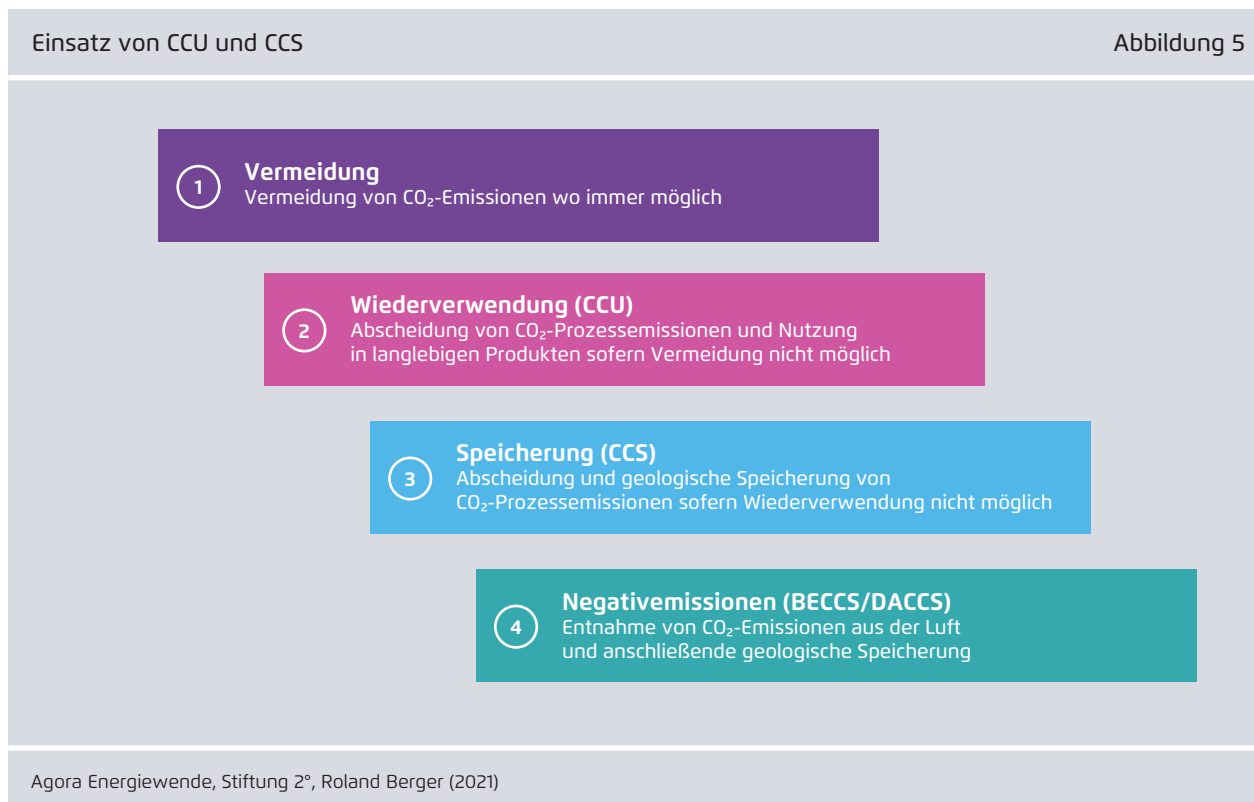 Einsatz von CCU und CCS
Abbildung 5
1
Vermeidung
Vermeidung von CO₂-Emissionen wo immer möglich
2
Wiederverwendung (CCU)
Abscheidung von CO₂-Prozessemissionen und Nutzung
in langlebigen Produkten sofern Vermeidung nicht möglich
3
Speicherung (CCS)
Abscheidung und geologische Speicherung von
CO₂-Prozessemissionen sofern Wiederverwendung nicht möglich
4
Negativemissionen (BECCS/DACCS)
Entnahme von CO₂-Emissionen aus der Luft
und anschließende geologische Speicherung
Agora Energiewende, Stiftung 2°, Roland Berger (2021)